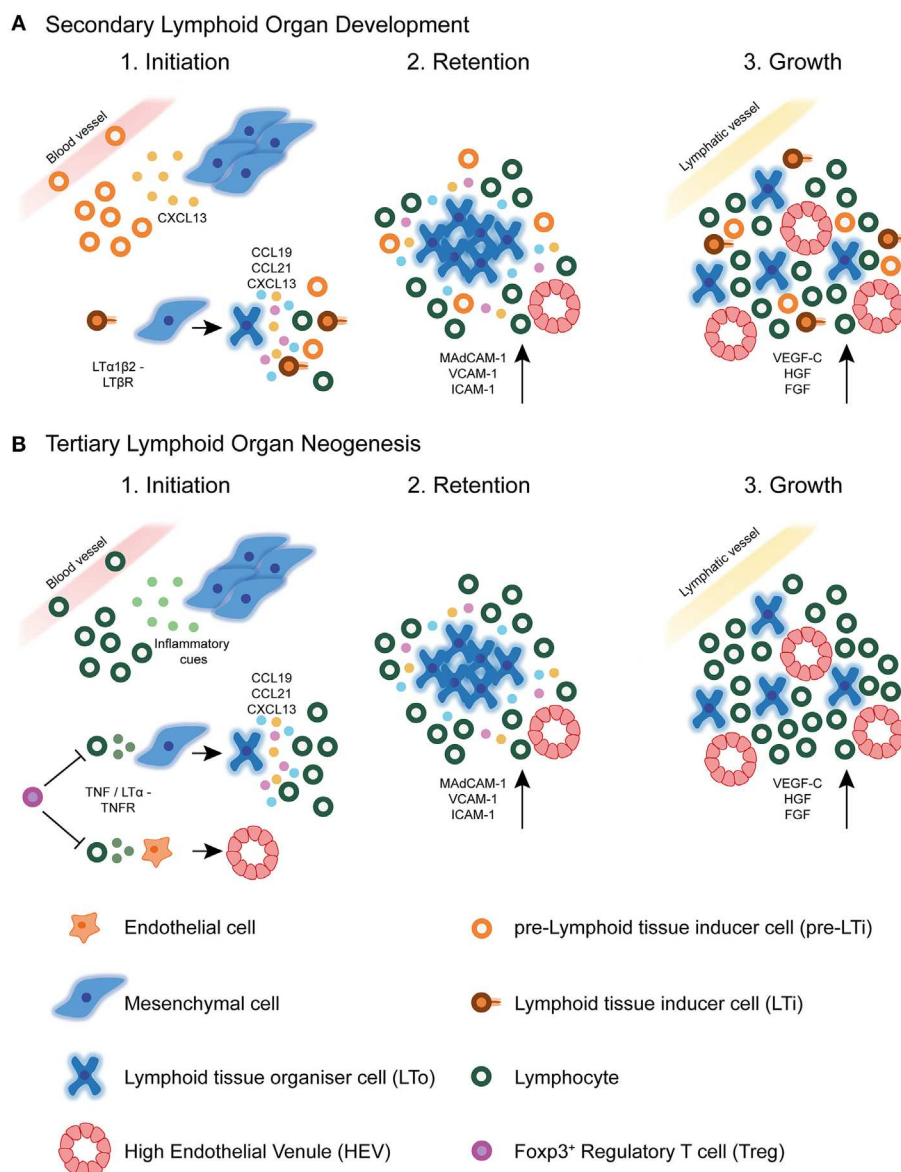 A Secondary Lymphoid Organ Development
1. Initiation
2. Retention
3. Growth
Blood vessel
CXCL13
CCL19
CCL21
CXCL13
LTα1β2 -
LTβR
MAdCAM-1
VCAM-1
ICAM-1
Lymphatic vessel
VEGF-C
HGF
FGF
B Tertiary Lymphoid Organ Neogenesis
1. Initiation
2. Retention
3. Growth
Blood vessel
Inflammatory
cues
CCL19
CCL21
CXCL13
TNF / LTα -
TNFR
MAdCAM-1
VCAM-1
ICAM-1
Lymphatic vessel
VEGF-C
HGF
FGF
Endothelial cell
pre-Lymphoid tissue inducer cell (pre-LTi)
Mesenchymal cell
Lymphoid tissue inducer cell (LTi)
Lymphoid tissue organiser cell (LTo)
Lymphocyte
High Endothelial Venule (HEV)
Foxp3⁺ Regulatory T cell (Treg)